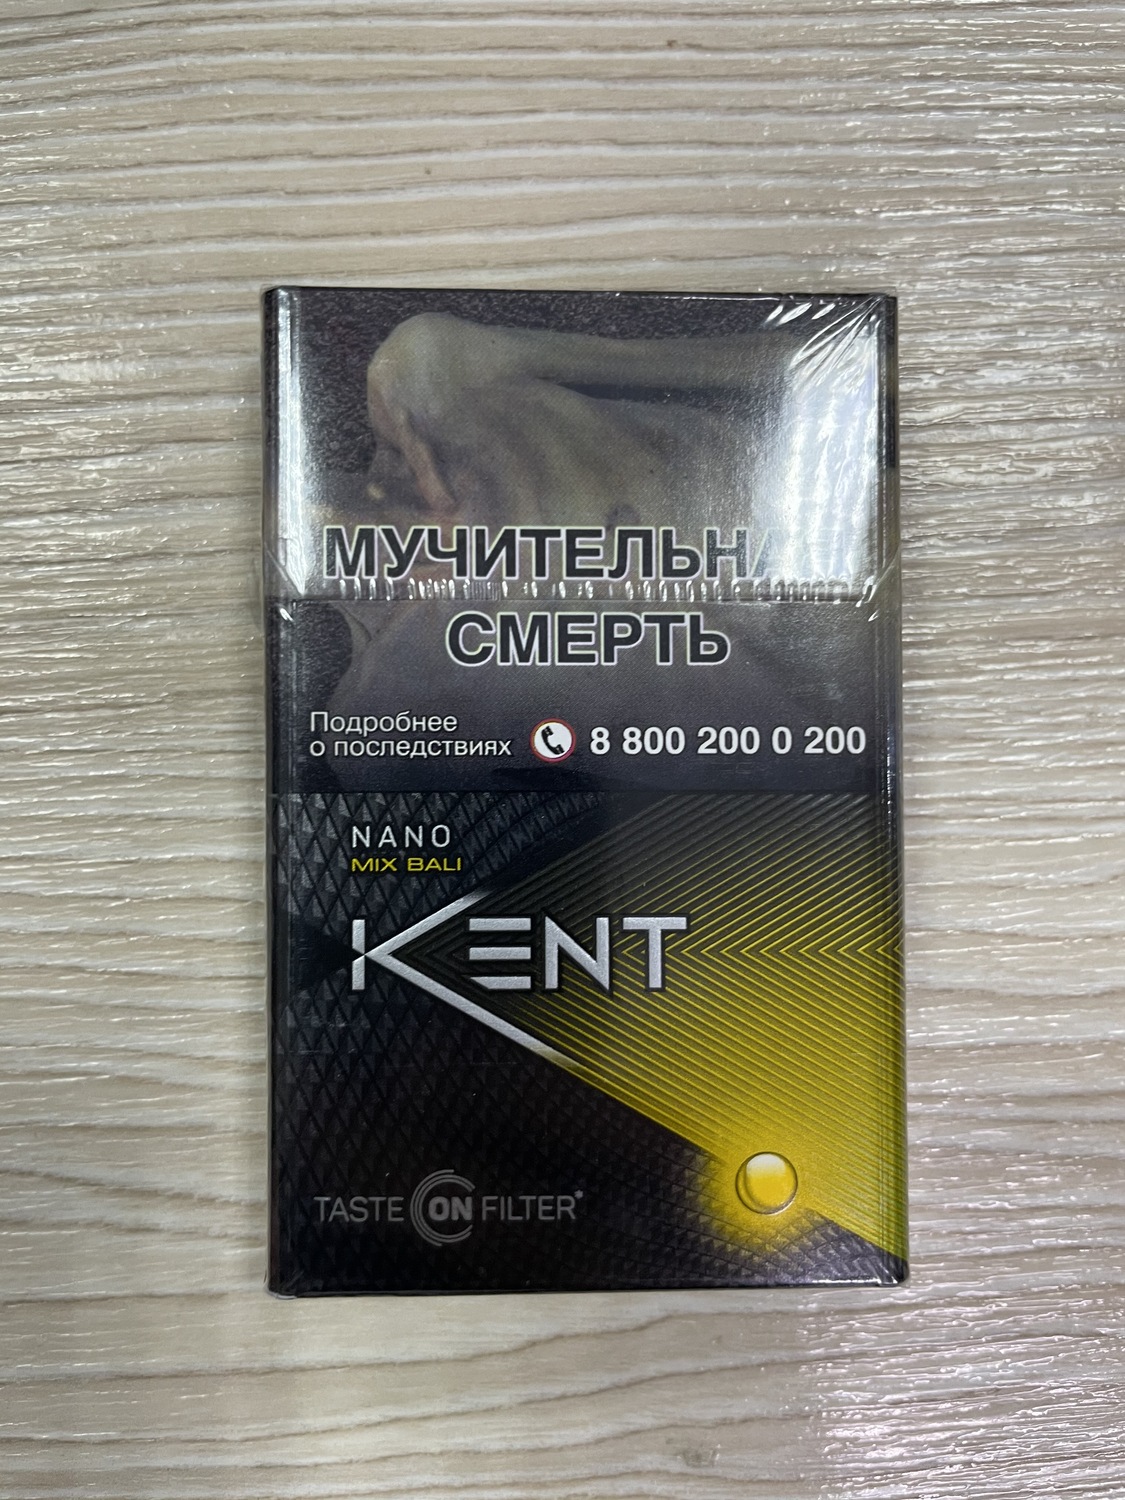 МУЧИТЕЛЬНАЯ
СМЕРТЬ
Подробнее
о последствиях
8 800 200 0 200
NANO
MIX BALI
KENT
TASTE ON FILTER*